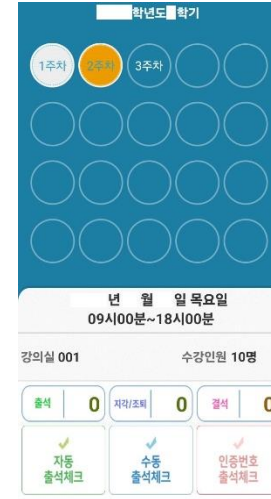 학년도 학기
1주차 2주차 3주차
년 월 일 목요일
09시00분~18시00분
강의실 001 수강인원 10명
출석 0 지각/조퇴 0 결석 0
자동 수동 인증번호
출석체크 출석체크 출석체크